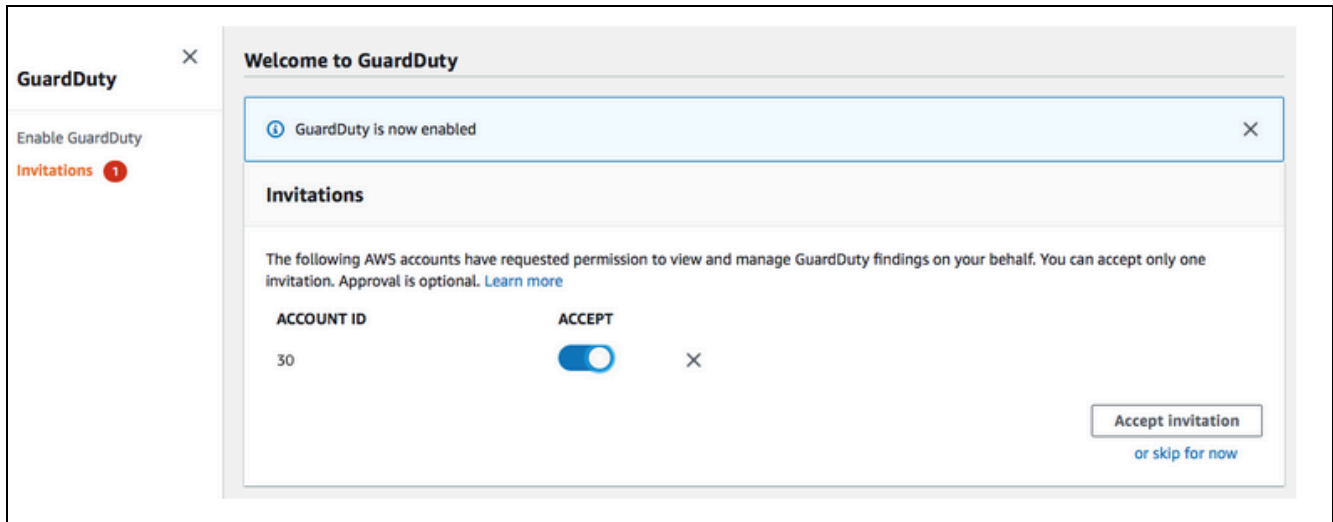 GuardDuty
Enable GuardDuty
Invitations 1
Welcome to GuardDuty
GuardDuty is now enabled
Invitations
The following AWS accounts have requested permission to view and manage GuardDuty findings on your behalf. You can accept only one
invitation. Approval is optional. Learn more
ACCOUNT ID ACCEPT
30
Accept invitation
or skip for now